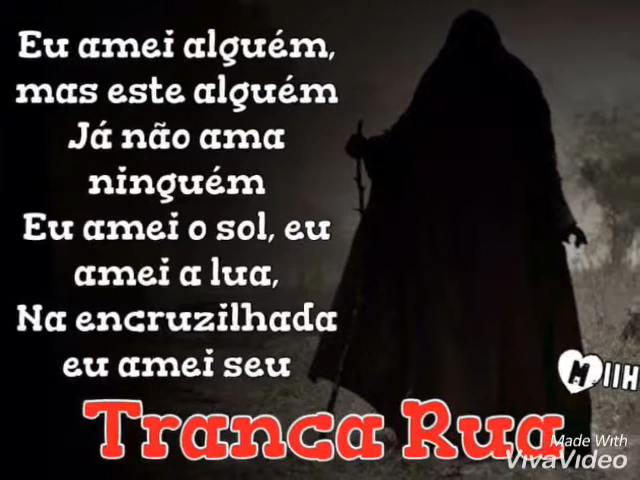 Eu amei alguém,
mas este alguém
Já não ama
ninguém
Eu amei o sol, eu
amei a lua,
Na encruzilhada
eu amei seu
Tranca Rua
Made With
VivaVideo